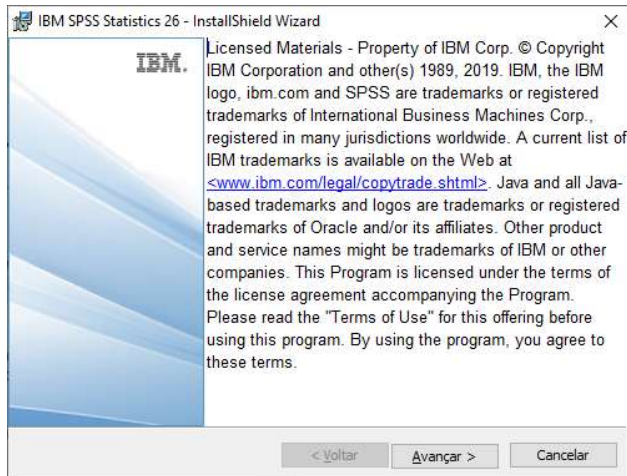 IBM SPSS Statistics 26 - InstallShield Wizard
IBM.
Licensed Materials - Property of IBM Corp. © Copyright
IBM Corporation and other(s) 1989, 2019. IBM, the IBM
logo, ibm.com and SPSS are trademarks or registered
trademarks of International Business Machines Corp.,
registered in many jurisdictions worldwide. A current list of
IBM trademarks is available on the Web at
<www.ibm.com/legal/copytrade.shtml>. Java and all Java-
based trademarks and logos are trademarks or registered
trademarks of Oracle and/or its affiliates. Other product
and service names might be trademarks of IBM or other
companies. This Program is licensed under the terms of
the license agreement accompanying the Program.
Please read the "Terms of Use" for this offering before
using this program. By using the program, you agree to
these terms.
< Voltar Avançar > Cancelar